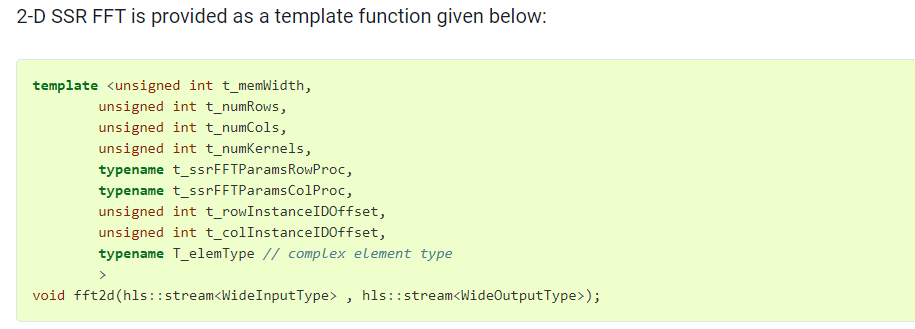 2-D SSR FFT is provided as a template function given below:
template <unsigned int t_memWidth,
unsigned int t_numRows,
unsigned int t_numCols,
unsigned int t_numKernels,
typename t_ssrFFTParamsRowProc,
typename t_ssrFFTParamsColProc,
unsigned int t_rowInstanceIDOffset,
unsigned int t_colInstanceIDOffset,
typename T_elemType // complex element type
>
void fft2d(hls::stream<WideInputType> , hls::stream<WideOutputType>);